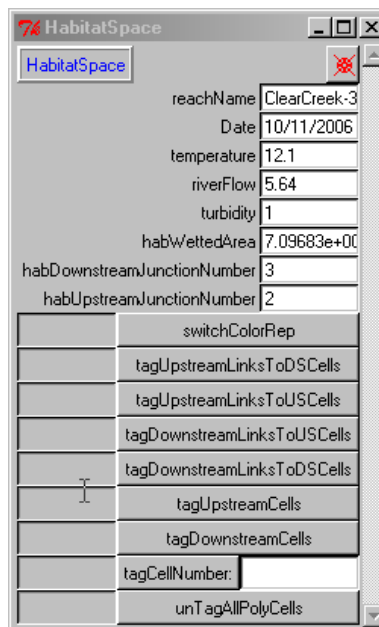 HabitatSpace
HabitatSpace
reachName ClearCreek-3
Date 10/11/2006
temperature 12.1
riverFlow 5.64
turbidity 1
habWettedArea 7.09683e+00
habDownstreamJunctionNumber 3
habUpstreamJunctionNumber 2
switchColorRep
tagUpstreamLinksToDSCells
tagUpstreamLinksToUSCells
tagDownstreamLinksToUSCells
tagDownstreamLinksToDSCells
tagUpstreamCells
tagDownstreamCells
tagCellNumber:
unTagAllPolyCells